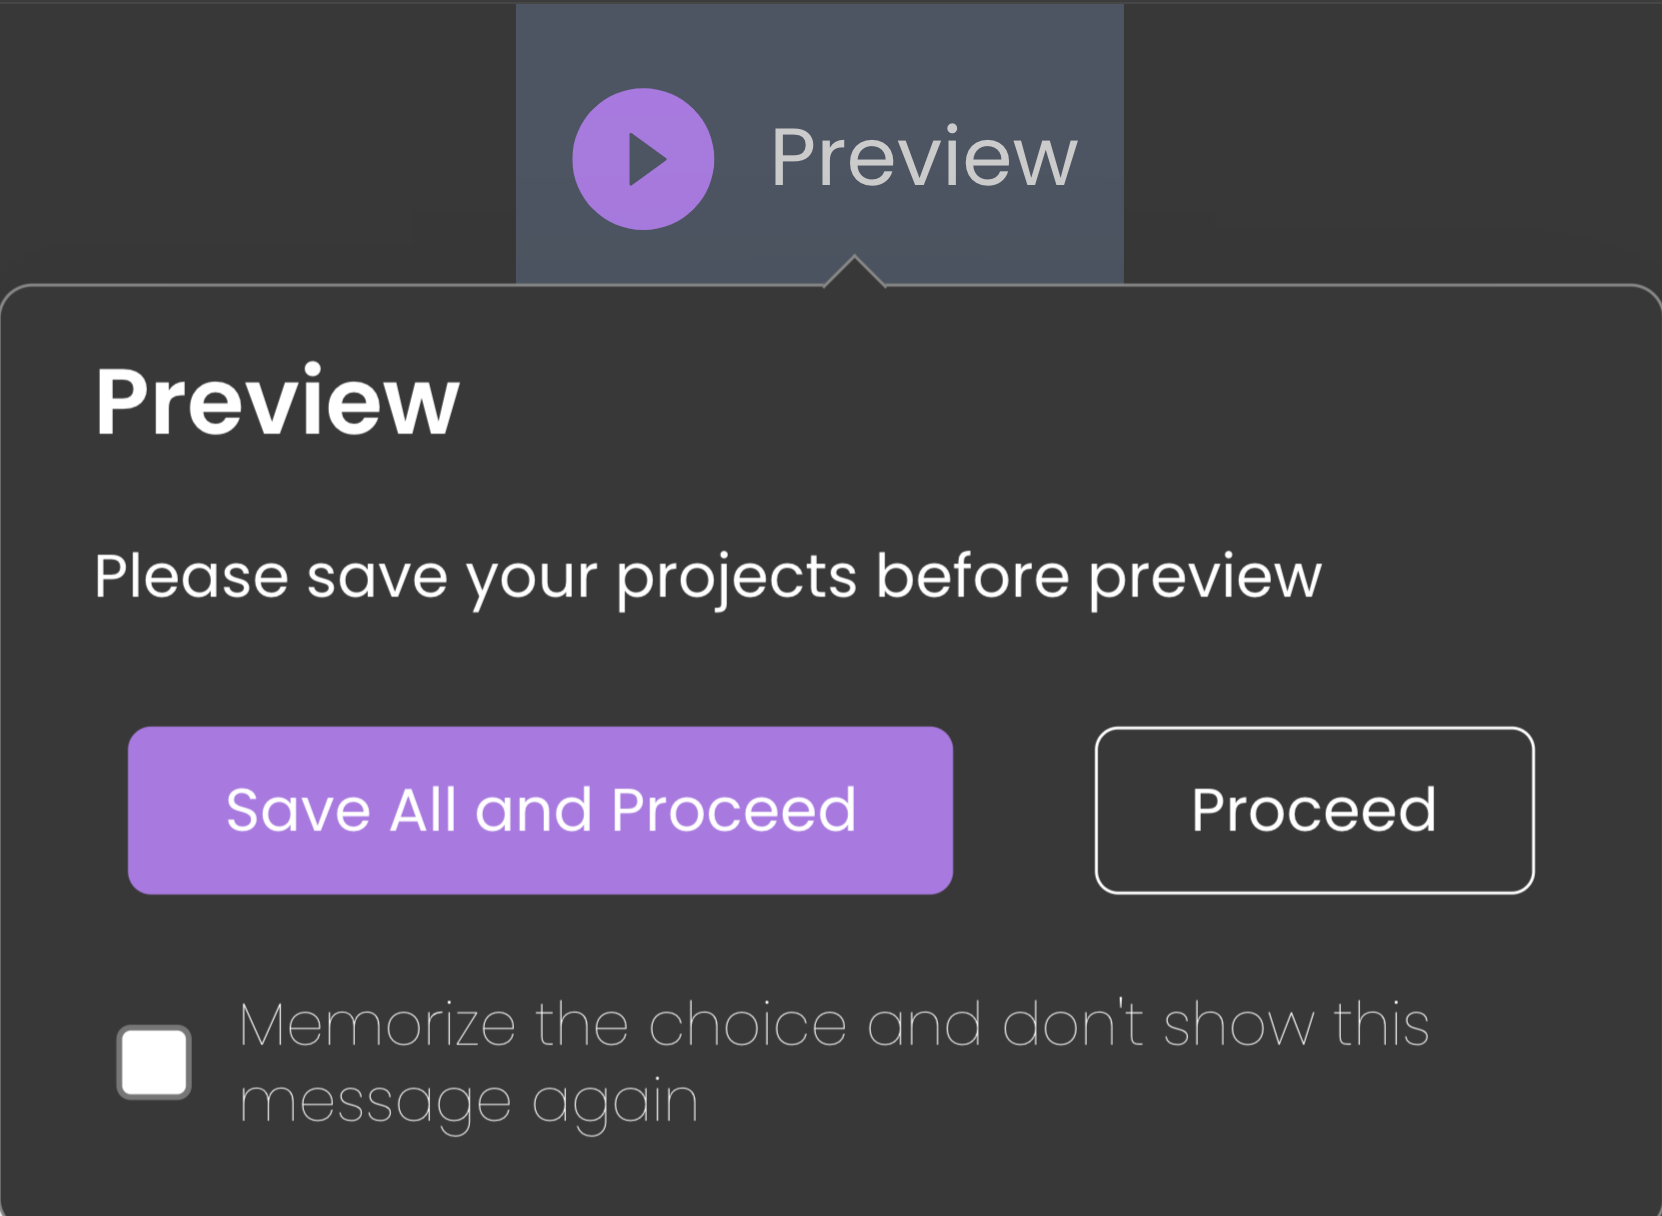 Preview
Preview
Please save your projects before preview
Save All and Proceed
Proceed
Memorize the choice and don't show this
message again